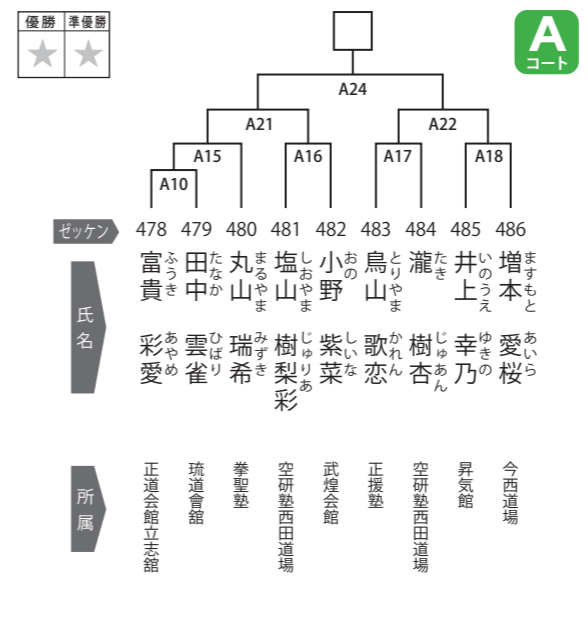 優勝 準優勝
A
コート
A24
A21 A22
A15 A16 A17 A18
A10
ゼッケン 478 479 480 481 482 483 484 485 486
氏名
富貴 彩愛 ふうき あやめ
田中 雲雀 たなか ひばり
丸山 瑞希 まるやま みずき
塩山 樹梨彩 しおやま じゅりあ
小野 紫菜 おの しいな
鳥山 歌恋 とりやま かれん
瀧 樹杏 たき じゅあん
井上 幸乃 いのうえ ゆきの
増本 愛桜 ますもと あいら
所属
正道会館立志舘
琉道會舘
拳聖塾
空研塾西田道場
武煌会館
正援塾
空研塾西田道場
昇気館
今西道場